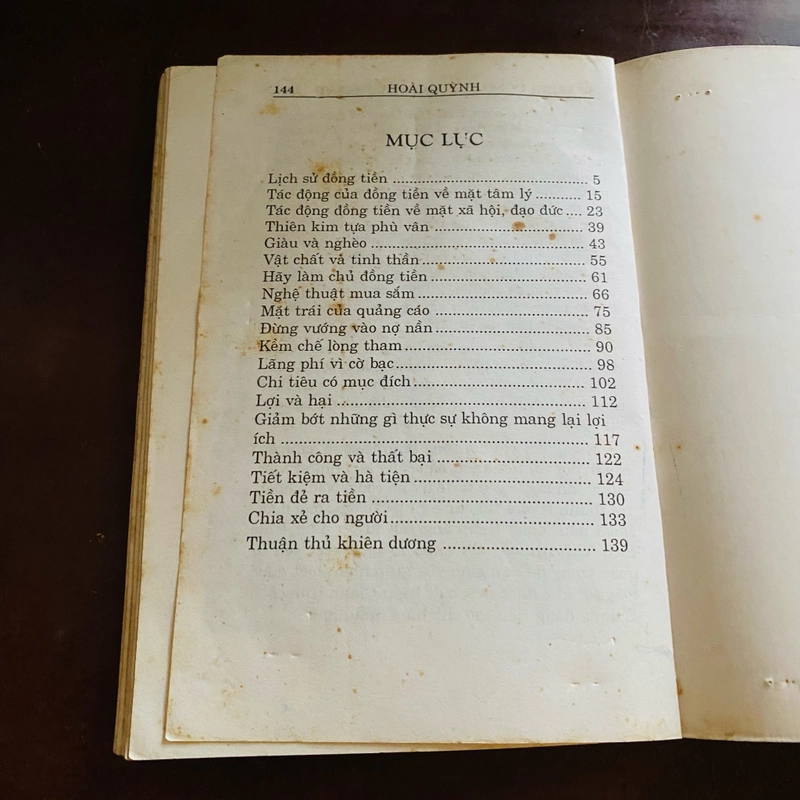 144 HOÀI QUỲNH
MỤC LỤC
Lịch sử đồng tiền ................................................. 5
Tác động của đồng tiền về mặt tâm lý ........... 15
Tác động đồng tiền về mặt xã hội, đạo đức .... 23
Thiên kim tựa phù vân ..................................... 39
Giàu và nghèo ..................................................... 43
Vật chất và tinh thần ........................................ 55
Hãy làm chủ đồng tiền ...................................... 61
Nghệ thuật mua sắm .......................................... 66
Mặt trái của quảng cáo ...................................... 75
Đừng vướng vào nợ nần ..................................... 85
Kềm chế lòng tham ............................................. 90
Lãng phí vì cờ bạc ............................................... 98
Chi tiêu có mục đích ......................................... 102
Lợi và hại ............................................................ 112
Giảm bớt những gì thực sự không mang lại lợi
ích ........................................................................ 117
Thành công và thất bại .................................... 122
Tiết kiệm và hà tiện .......................................... 124
Tiền đẻ ra tiền .................................................... 130
Chia xẻ cho người ................................................ 133
Thuận thủ khiên dương ................................... 139